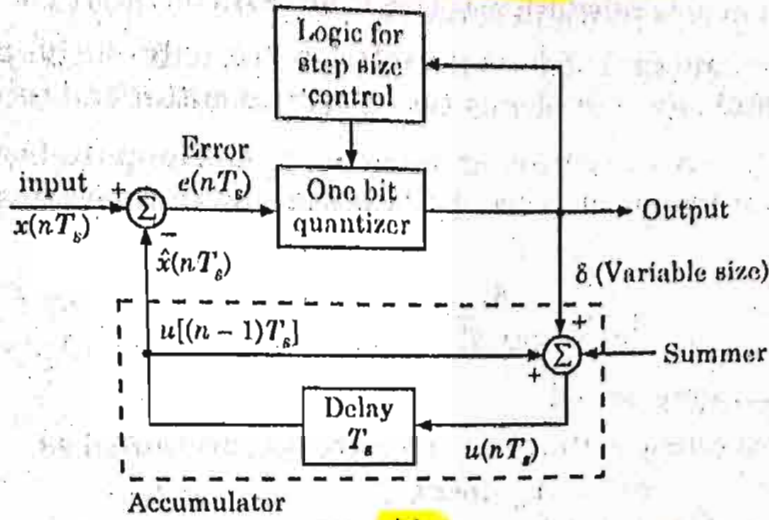 Logic for
step size
control
Error
e(nTs)
input
x(nTs)
+
Σ
−
One bit
quantizer
Output
x̂(nTs)
δ (Variable size)
u[(n − 1)Ts]
+
Σ
+
Summer
Delay
Ts
u(nTs)
Accumulator